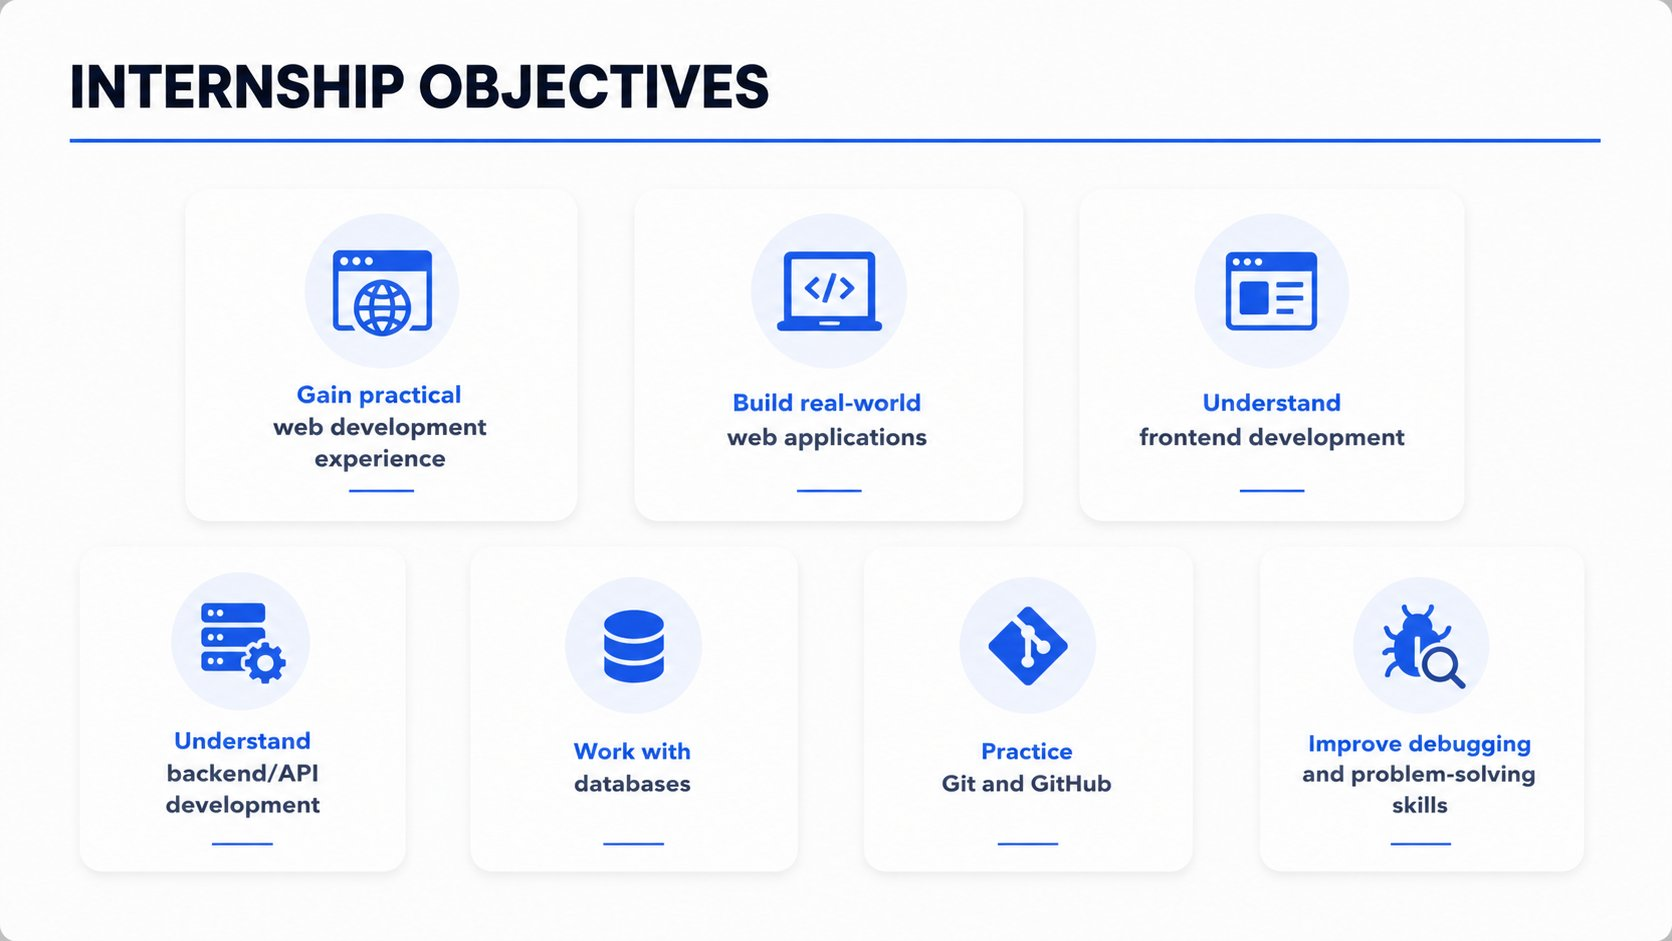 INTERNSHIP OBJECTIVES
Gain practical
web development
experience
</>
Build real-world
web applications
Understand
frontend development
Understand
backend/API
development
Work with
databases
Practice
Git and GitHub
Improve debugging
and problem-solving
skills